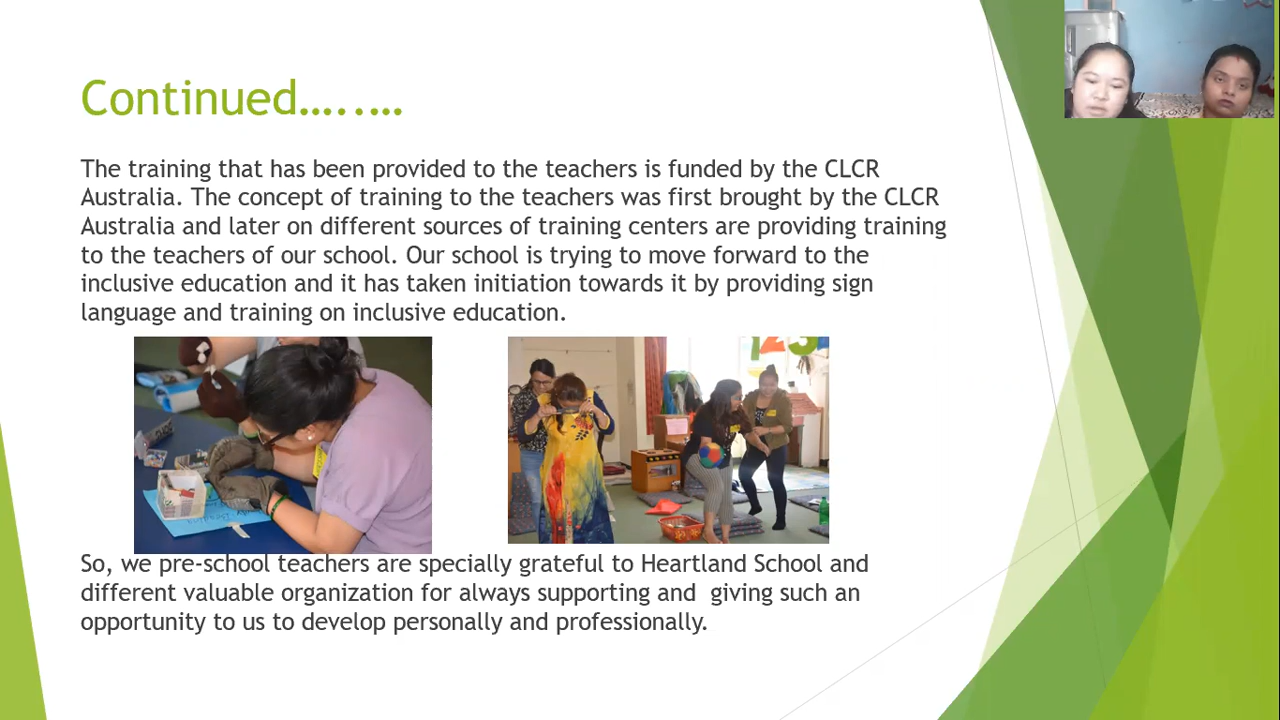 Continued…..…
The training that has been provided to the teachers is funded by the CLCR
Australia. The concept of training to the teachers was first brought by the CLCR
Australia and later on different sources of training centers are providing training
to the teachers of our school. Our school is trying to move forward to the
inclusive education and it has taken initiation towards it by providing sign
language and training on inclusive education.
123
So, we pre-school teachers are specially grateful to Heartland School and
different valuable organization for always supporting and  giving such an
opportunity to us to develop personally and professionally.